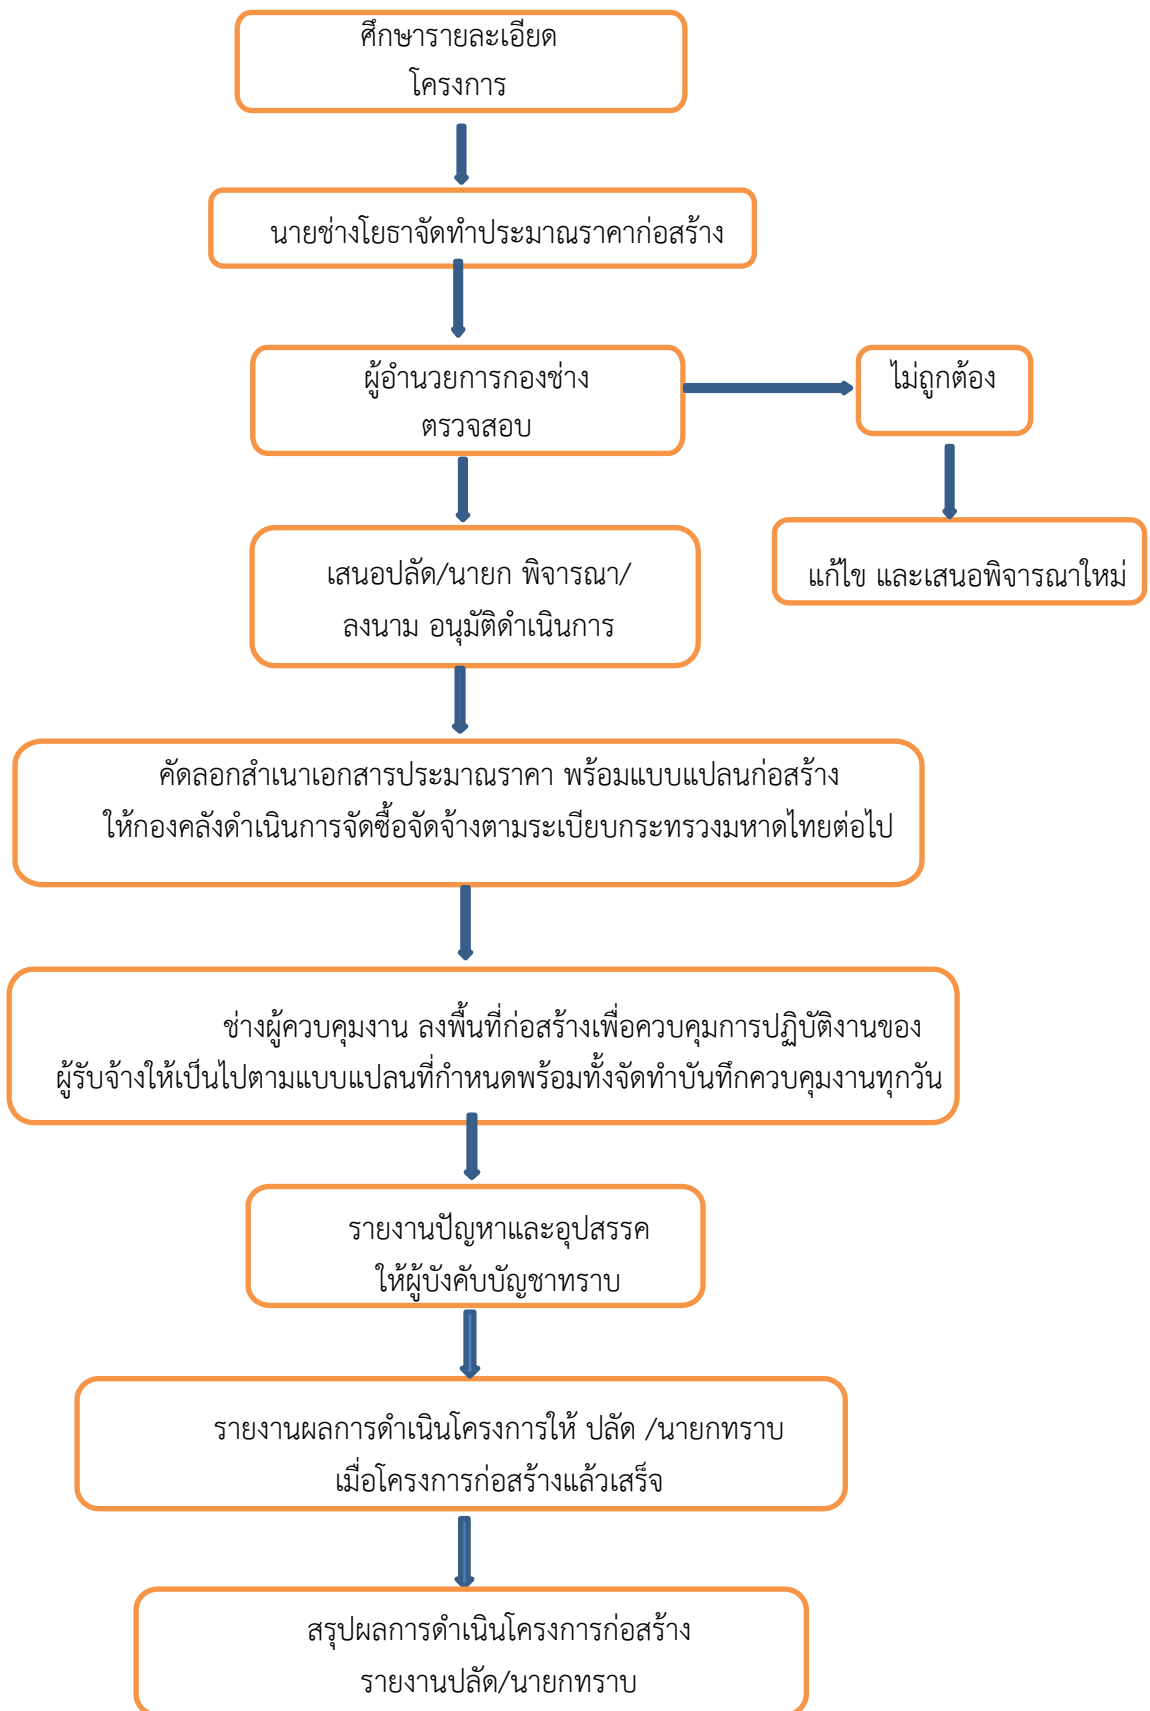 ศึกษารายละเอียด
โครงการ
นายช่างโยธาจัดทำประมาณราคาก่อสร้าง
ผู้อำนวยการกองช่าง
ตรวจสอบ
ไม่ถูกต้อง
แก้ไข และเสนอพิจารณาใหม่
เสนอปลัด/นายก พิจารณา/
ลงนาม อนุมัติดำเนินการ
คัดลอกสำเนาเอกสารประมาณราคา พร้อมแบบแปลนก่อสร้าง
ให้กองคลังดำเนินการจัดซื้อจัดจ้างตามระเบียบกระทรวงมหาดไทยต่อไป
ช่างผู้ควบคุมงาน ลงพื้นที่ก่อสร้างเพื่อควบคุมการปฏิบัติงานของ
ผู้รับจ้างให้เป็นไปตามแบบแปลนที่กำหนดพร้อมทั้งจัดทำบันทึกควบคุมงานทุกวัน
รายงานปัญหาและอุปสรรค
ให้ผู้บังคับบัญชาทราบ
รายงานผลการดำเนินโครงการให้ ปลัด /นายกทราบ
เมื่อโครงการก่อสร้างแล้วเสร็จ
สรุปผลการดำเนินโครงการก่อสร้าง
รายงานปลัด/นายกทราบ